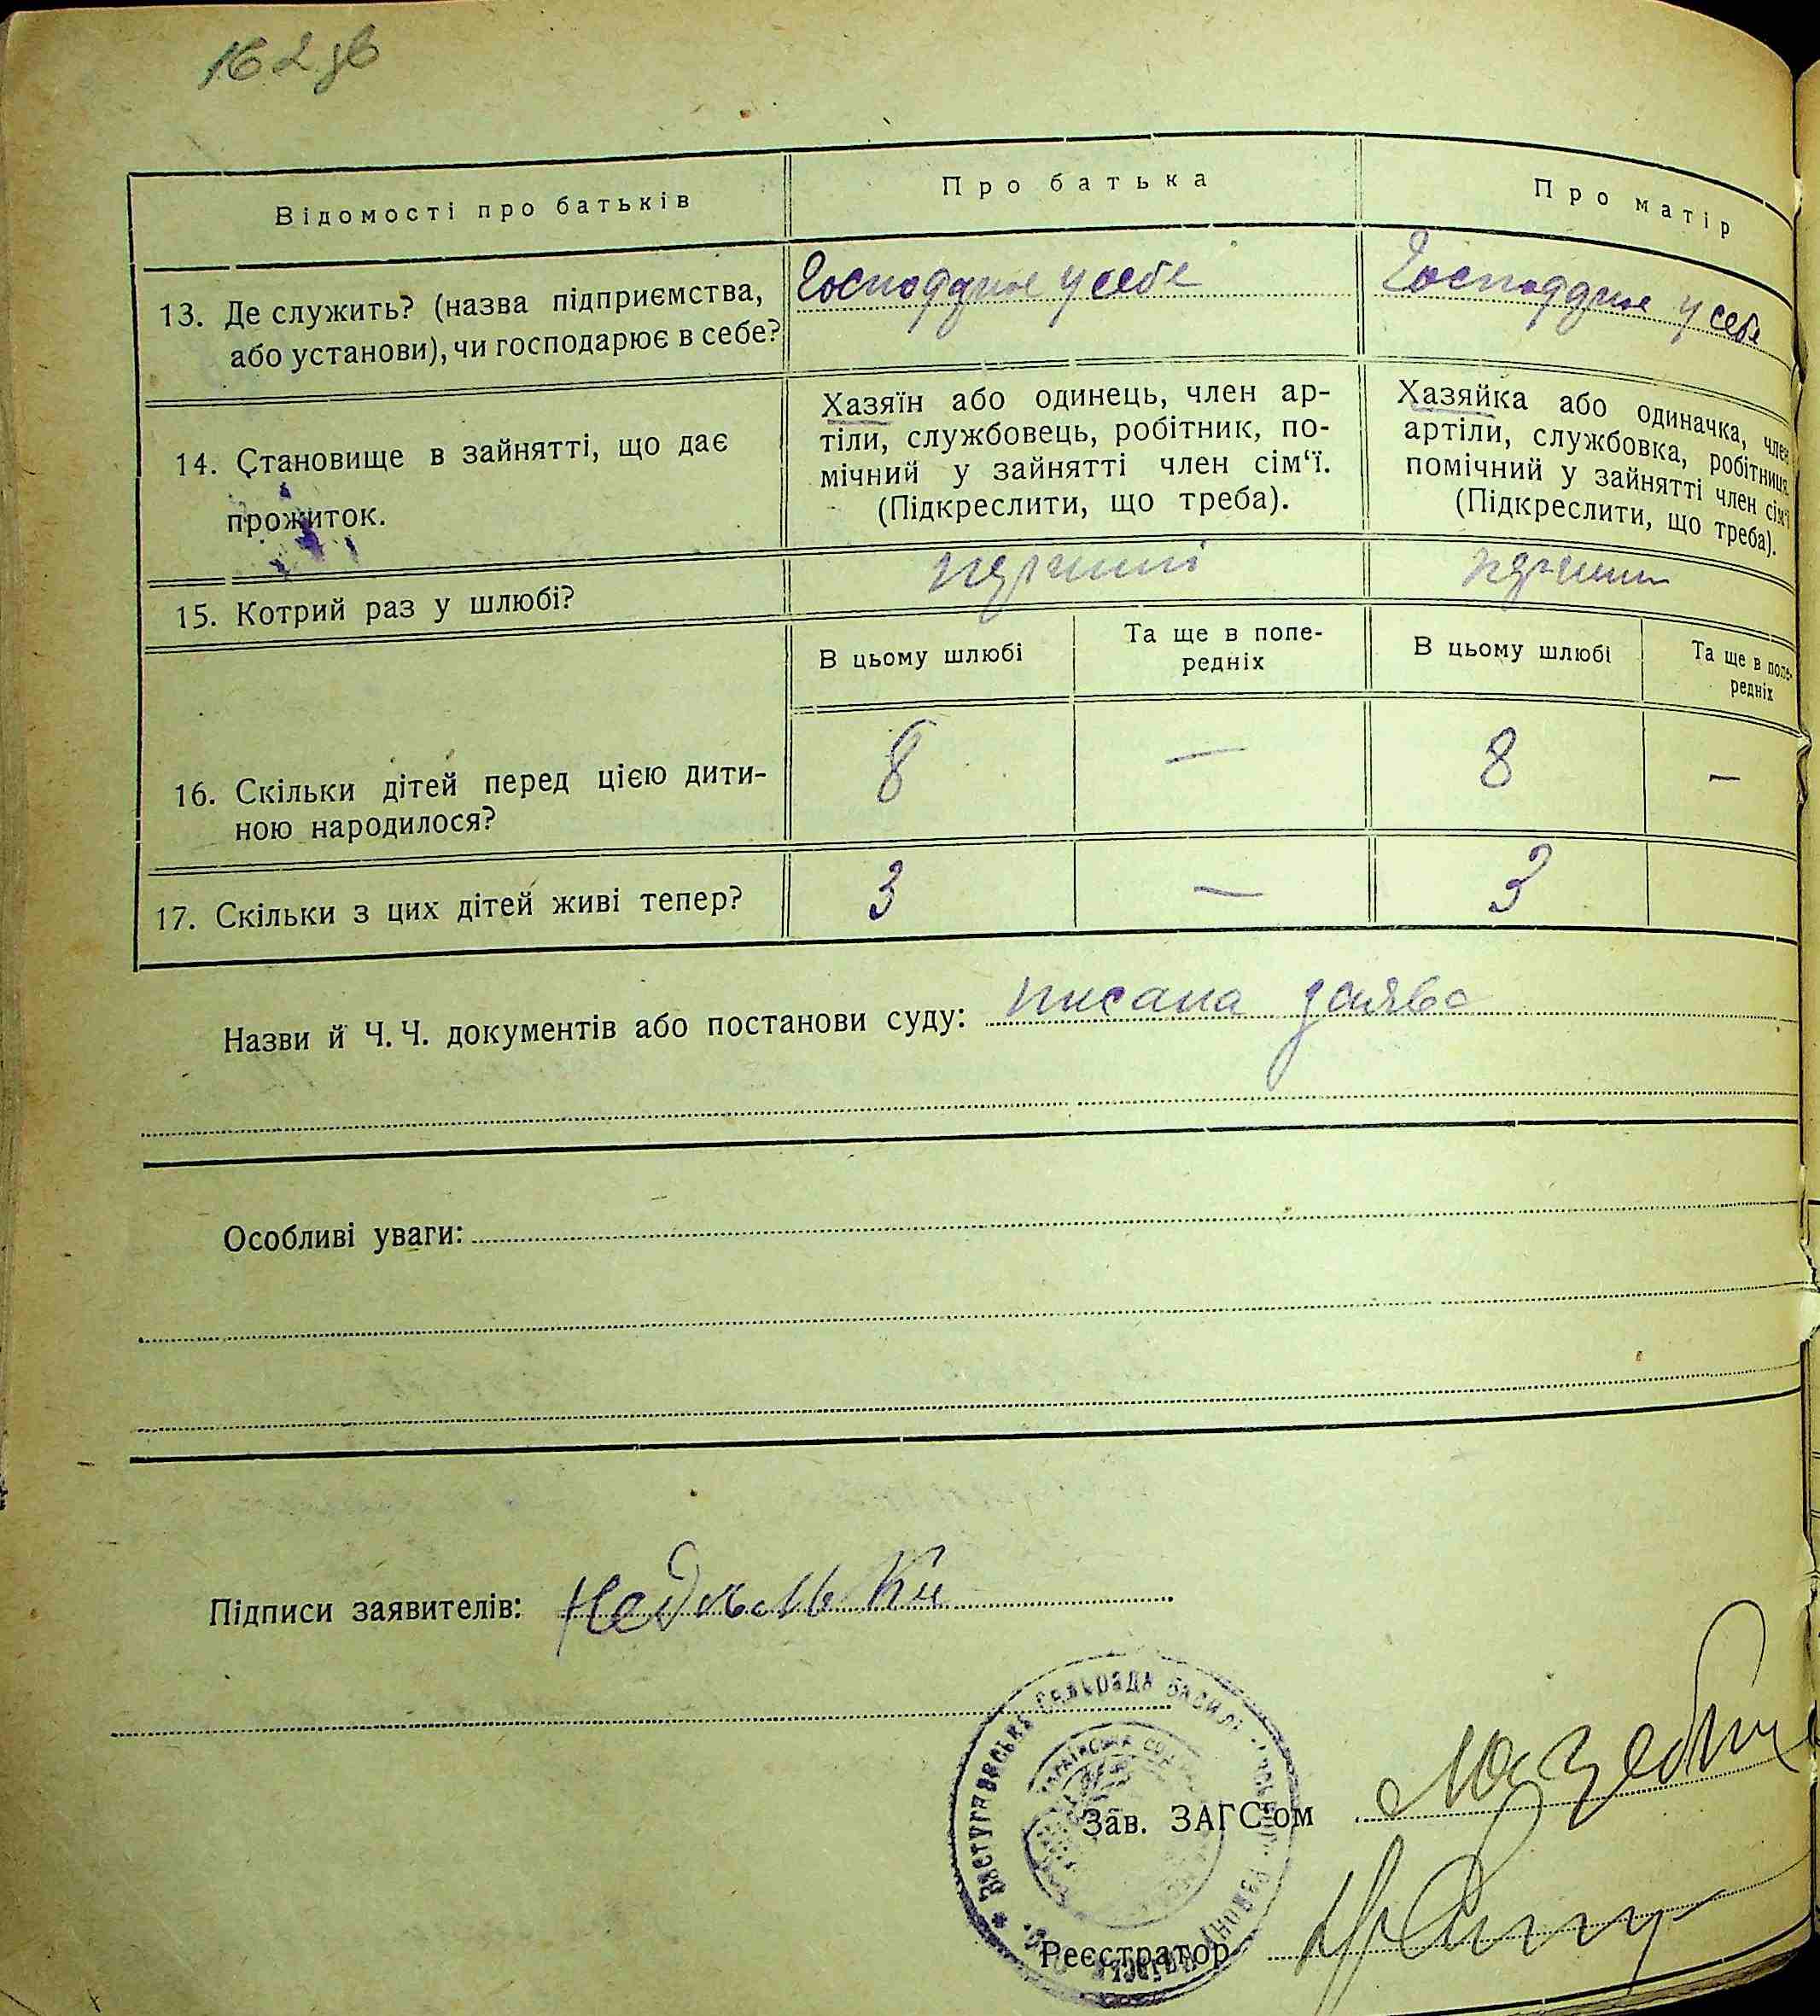 162 зв
Відомості про батьків
Про батька
Про матір
13. Де служить? (назва підприємства,
або установи), чи господарює в себе?
Господарює у себе
Господарює у себе
14. Становище в зайнятті, що дає
прожиток.
Хазяїн або одинець, член ар-
тіли, службовець, робітник, по-
мічний у зайнятті член сім‘ї.
(Підкреслити, що треба).
Хазяйка або одиначка, член
артіли, службовка, робітниця
помічний у зайнятті член сім‘ї
(Підкреслити, що треба).
15. Котрий раз у шлюбі?
перший
перший
В цьому шлюбі
Та ще в попе-
редніх
В цьому шлюбі
Та ще в попе-
редніх
16. Скільки дітей перед цією дити-
ною народилося?
8 — 8 —
17. Скільки з цих дітей живі тепер?
3 — 3
Назви й Ч. Ч. документів або постанови суду: писана заява
Особливі уваги:
Підписи заявителів:
Зав. ЗАГС'ом
Реєстратор